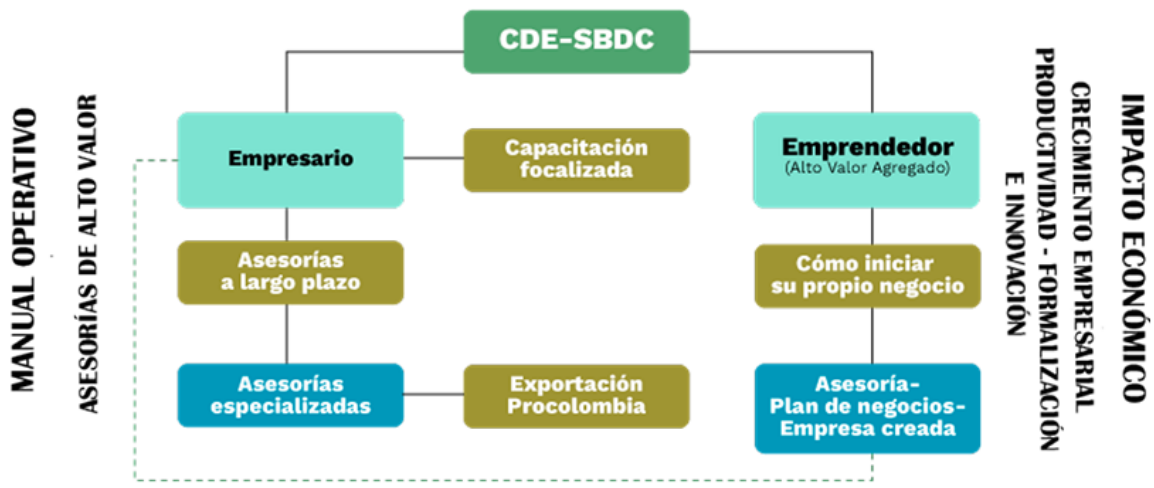 MANUAL OPERATIVO
ASESORÍAS DE ALTO VALOR
CDE-SBDC
Empresario
Capacitación
focalizada
Emprendedor
(Alto Valor Agregado)
Asesorías
a largo plazo
Cómo iniciar
su propio negocio
Asesorías
especializadas
Exportación
Procolombia
Asesoría-
Plan de negocios-
Empresa creada
IMPACTO ECONÓMICO
CRECIMIENTO EMPRESARIAL
PRODUCTIVIDAD - FORMALIZACIÓN
E INNOVACIÓN